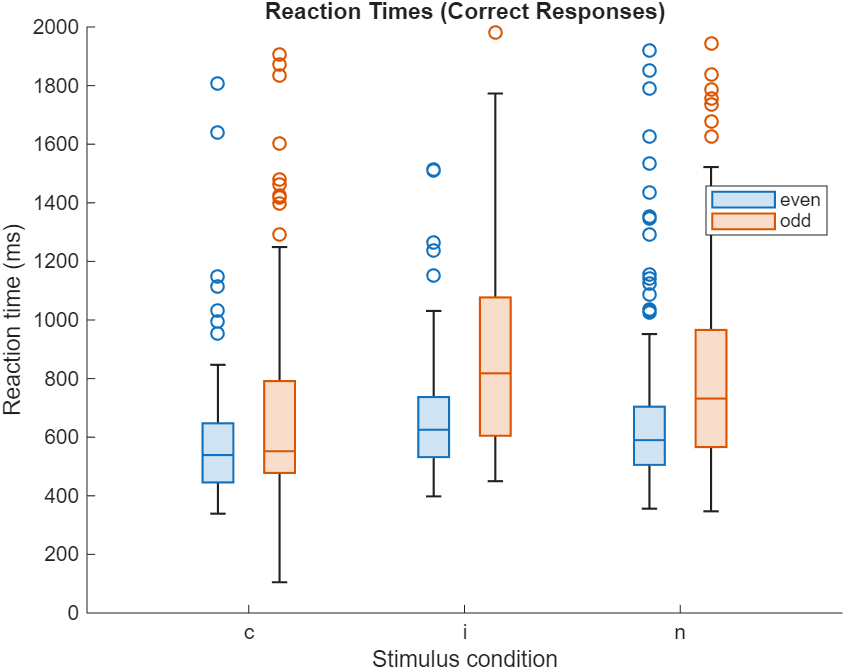 Reaction Times (Correct Responses)
2000
1800
1600
1400
1200
1000
800
600
400
200
0
Reaction time (ms)
even
odd
c
i
n
Stimulus condition